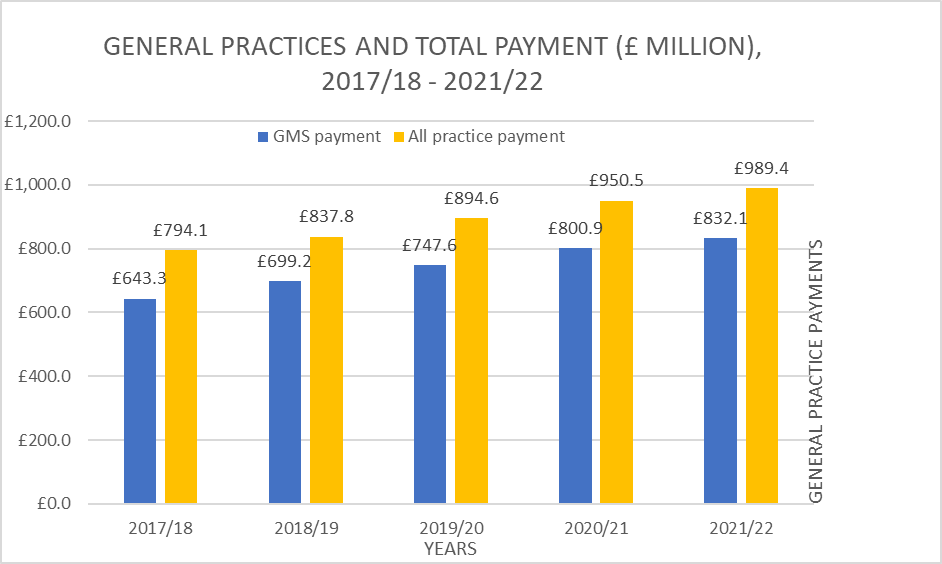 GENERAL PRACTICES AND TOTAL PAYMENT (£ MILLION),
2017/18 - 2021/22
GMS payment All practice payment
£1,200.0
£1,000.0
£800.0
£600.0
£400.0
£200.0
£0.0
£643.3
£794.1
£699.2
£837.8
£747.6
£894.6
£800.9
£950.5
£832.1
£989.4
2017/18 2018/19 2019/20 2020/21 2021/22
YEARS
GENERAL PRACTICE PAYMENTS